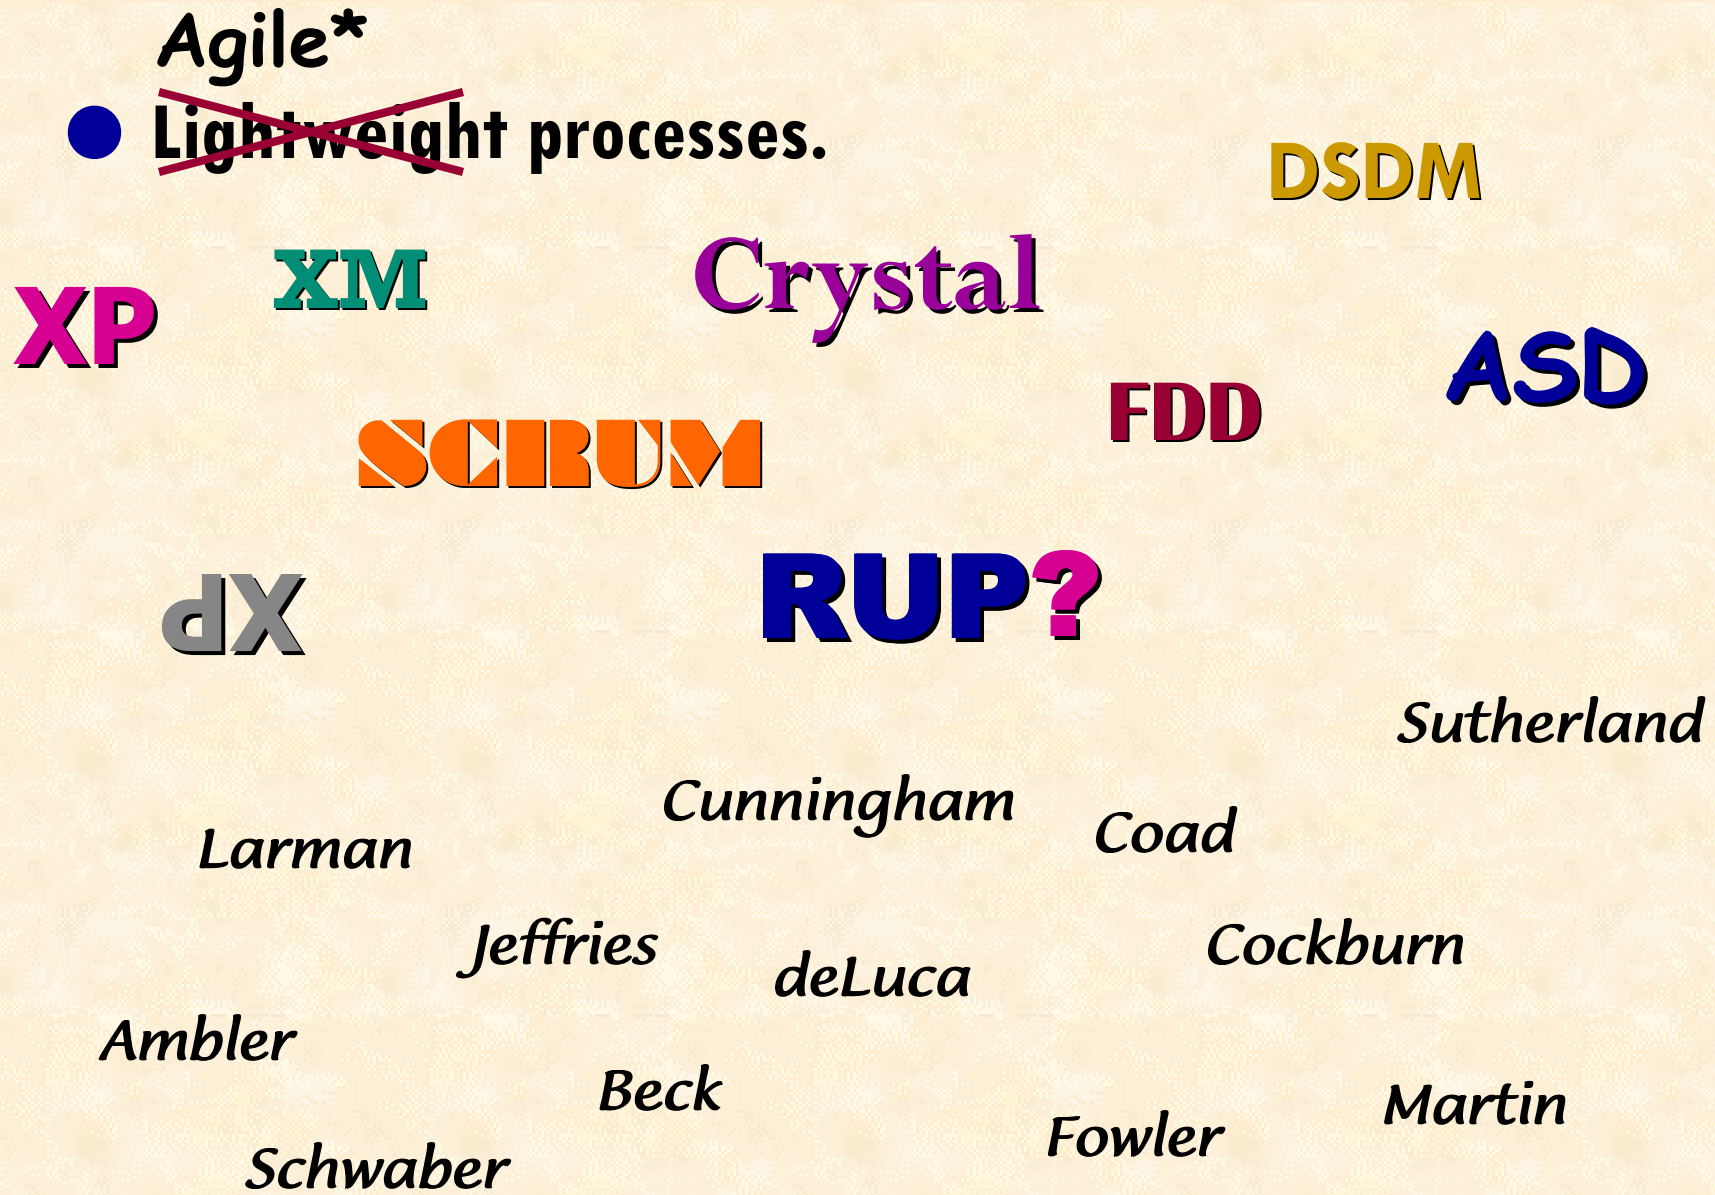 Agile*
Lightweight processes.
DSDM
XM
Crystal
XP
ASD
FDD
SCRUM
RUP?
dX
Sutherland
Cunningham
Coad
Larman
Jeffries
deLuca
Cockburn
Ambler
Beck
Martin
Fowler
Schwaber